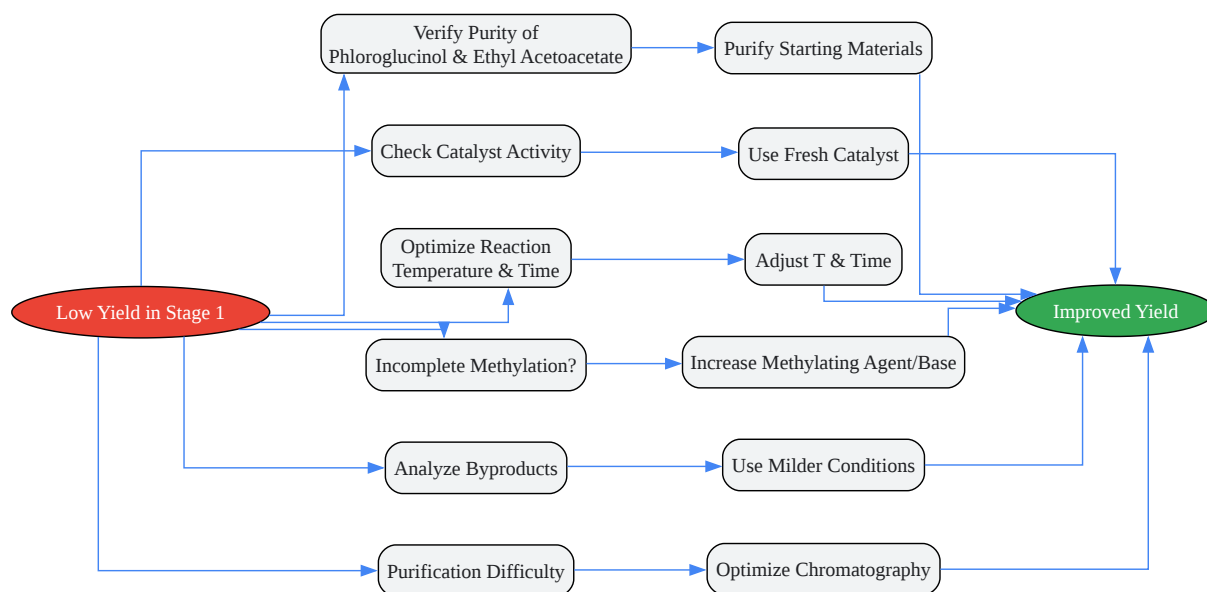 Verify Purity of
Phloroglucinol & Ethyl Acetoacetate
Purify Starting Materials
Check Catalyst Activity
Use Fresh Catalyst
Optimize Reaction
Temperature & Time
Adjust T & Time
Low Yield in Stage 1
Improved Yield
Incomplete Methylation?
Increase Methylating Agent/Base
Analyze Byproducts
Use Milder Conditions
Purification Difficulty
Optimize Chromatography